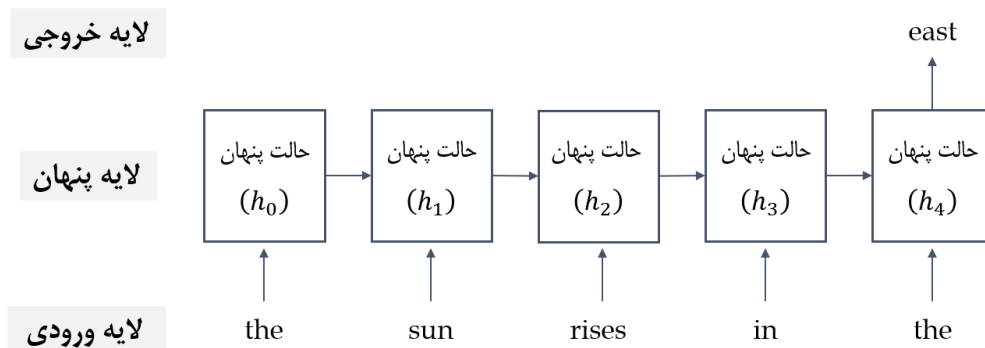 لایه خروجی
east
لایه پنهان
حالت پنهان
(h₀)
حالت پنهان
(h₁)
حالت پنهان
(h₂)
حالت پنهان
(h₃)
حالت پنهان
(h₄)
لایه ورودی
the sun rises in the